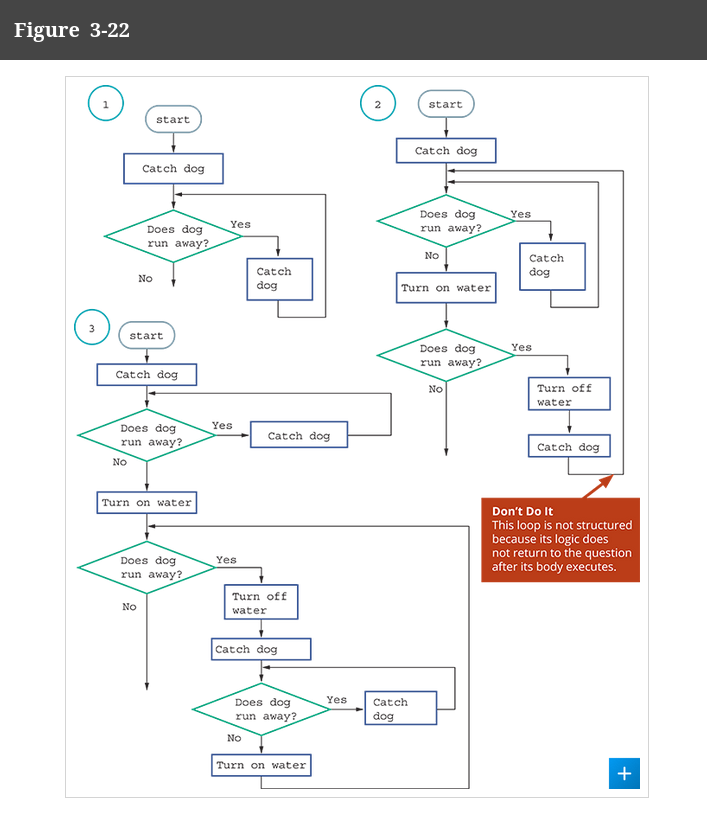 Figure 3-22
1
start
Catch dog
Does dog
run away?
Yes
No
Catch
dog
2
start
Catch dog
Does dog
run away?
Yes
No
Catch
dog
Turn on water
Does dog
run away?
Yes
No
Turn off
water
Catch dog
Don't Do It
This loop is not structured
because its logic does
not return to the question
after its body executes.
3
start
Catch dog
Does dog
run away?
Yes
Catch dog
No
Turn on water
Does dog
run away?
Yes
No
Turn off
water
Catch dog
Does dog
run away?
Yes
Catch
dog
No
Turn on water